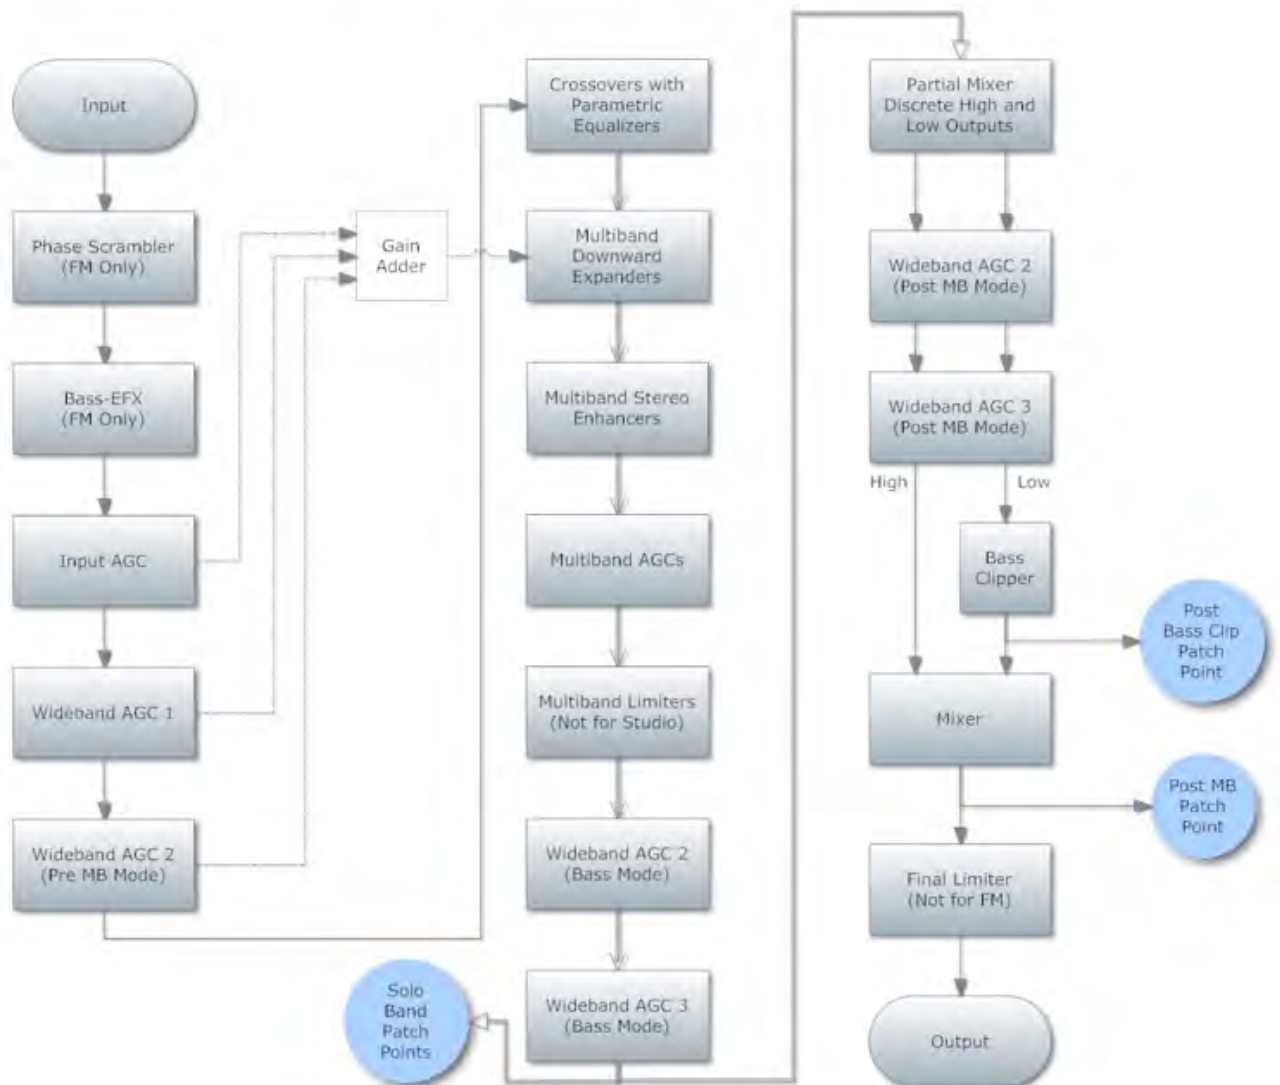 Input
Phase Scrambler
(FM Only)
Bass-EFX
(FM Only)
Input AGC
Wideband AGC 1
Wideband AGC 2
(Pre MB Mode)
Gain
Adder
Crossovers with
Parametric
Equalizers
Multiband
Downward
Expanders
Multiband Stereo
Enhancers
Multiband AGCs
Multiband Limiters
(Not for Studio)
Wideband AGC 2
(Bass Mode)
Wideband AGC 3
(Bass Mode)
Solo
Band
Patch
Points
Partial Mixer
Discrete High and
Low Outputs
Wideband AGC 2
(Post MB Mode)
Wideband AGC 3
(Post MB Mode)
High
Low
Bass
Clipper
Post
Bass Clip
Patch
Point
Mixer
Post MB
Patch
Point
Final Limiter
(Not for FM)
Output